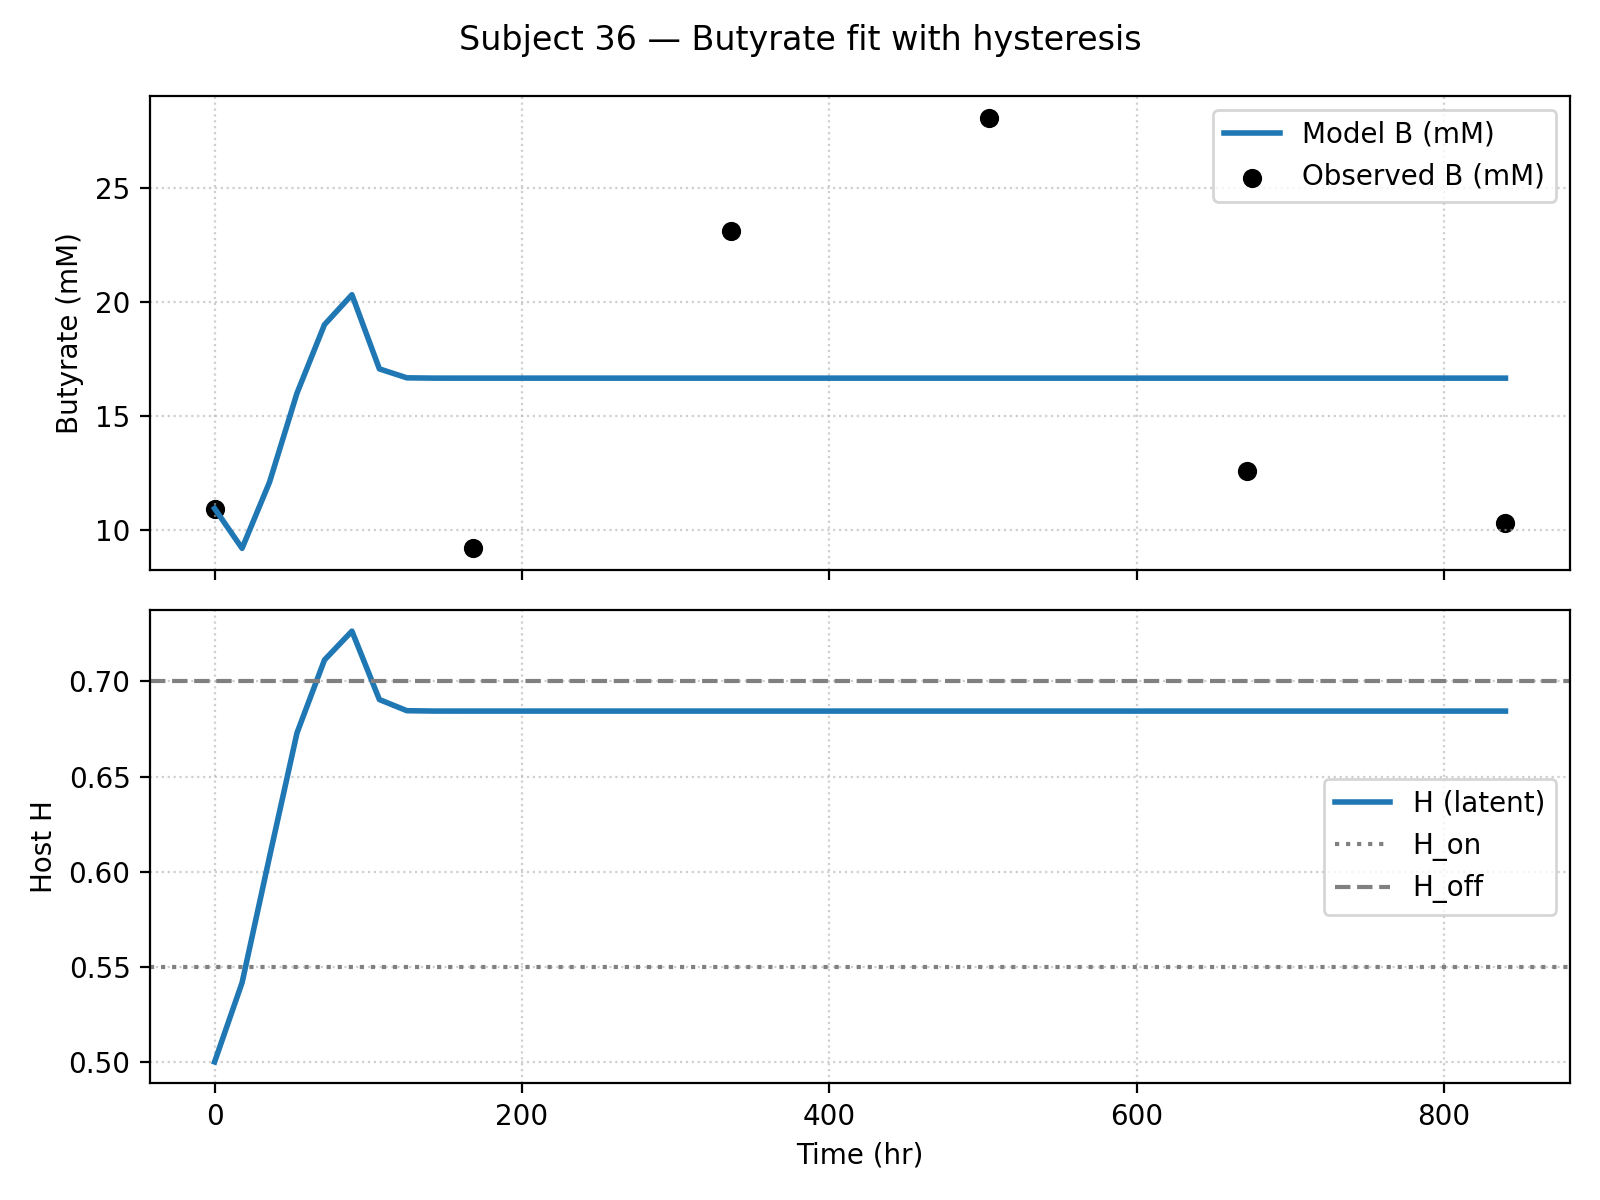 Subject 36 — Butyrate fit with hysteresis
Butyrate (mM)
25
20
15
10
Model B (mM)
Observed B (mM)
Host H
0.70
0.65
0.60
0.55
0.50
H (latent)
H_on
H_off
0 200 400 600 800
Time (hr)